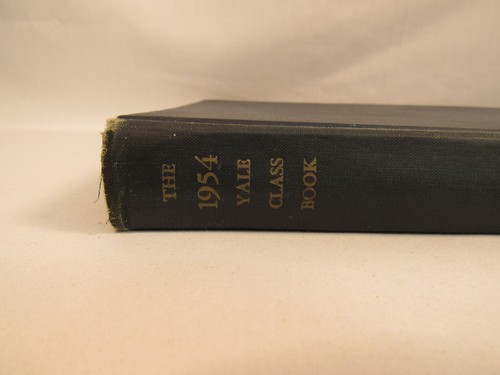 THE
1954
YALE
CLASS
BOOK